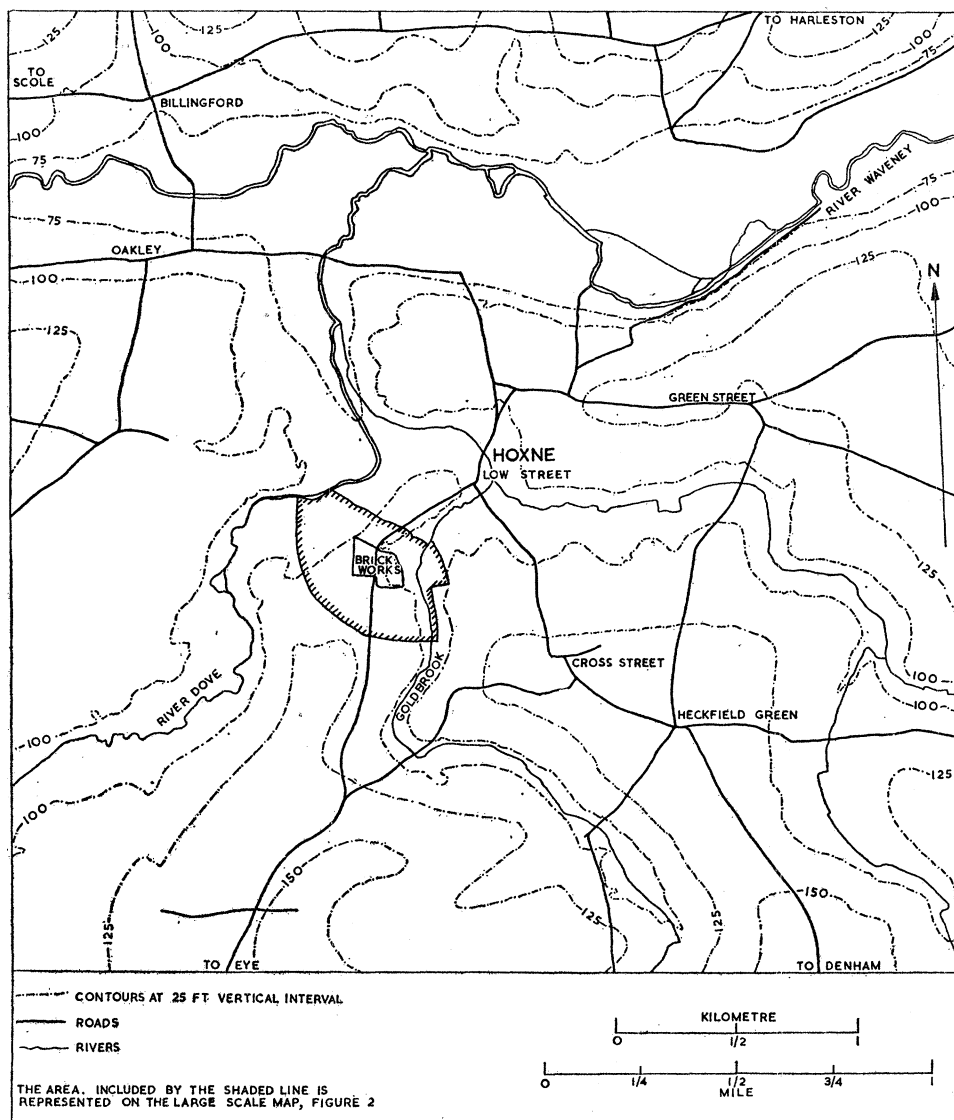 125
100
125
TO HARLESTON
125
100
75
TO
SCOLE
BILLINGFORD
100
75
RIVER WAVENEY
75
100
75
OAKLEY
125
100
N
125
GREEN STREET
HOXNE
LOW STREET
BRICK
WORKS
125
CROSS STREET
GOLDBROOK
RIVER DOVE
100
100
HECKFIELD GREEN
100
125
100
150
150
125
125
125
TO EYE
TO DENHAM
CONTOURS AT 25 FT VERTICAL INTERVAL
ROADS
RIVERS
KILOMETRE
0 1/2 1
0 1/4 1/2 3/4 1
MILE
THE AREA. INCLUDED BY THE SHADED LINE IS
REPRESENTED ON THE LARGE SCALE MAP, FIGURE 2